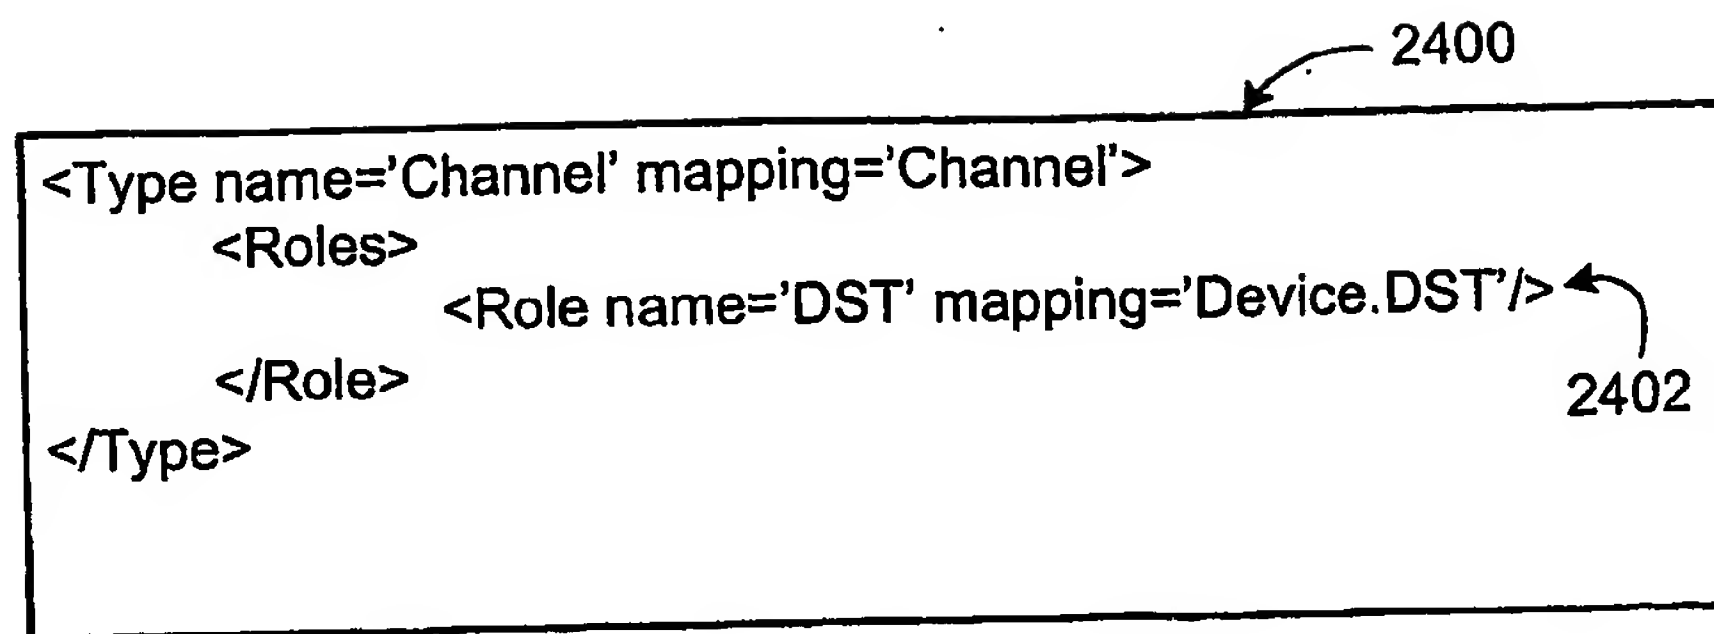 2400
<Type name='Channel' mapping='Channel'>
<Roles>
<Role name='DST' mapping='Device.DST'/>
</Role>
2402
</Type>